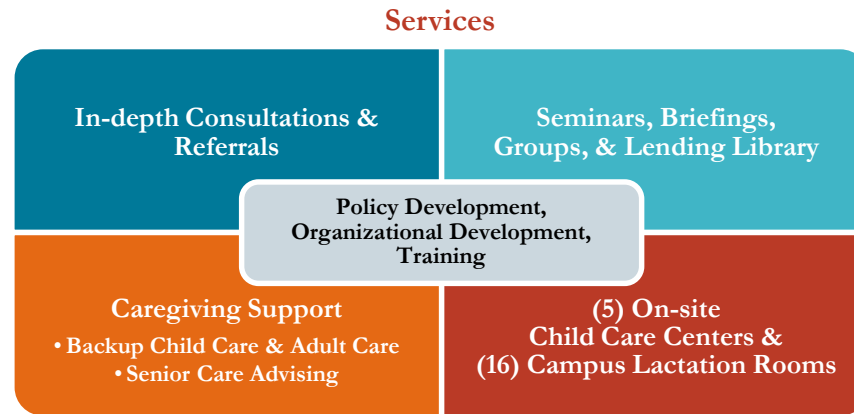 Services
In-depth Consultations &
Referrals
Seminars, Briefings,
Groups, & Lending Library
Policy Development,
Organizational Development,
Training
Caregiving Support
• Backup Child Care & Adult Care
• Senior Care Advising
(5) On-site
Child Care Centers &
(16) Campus Lactation Rooms